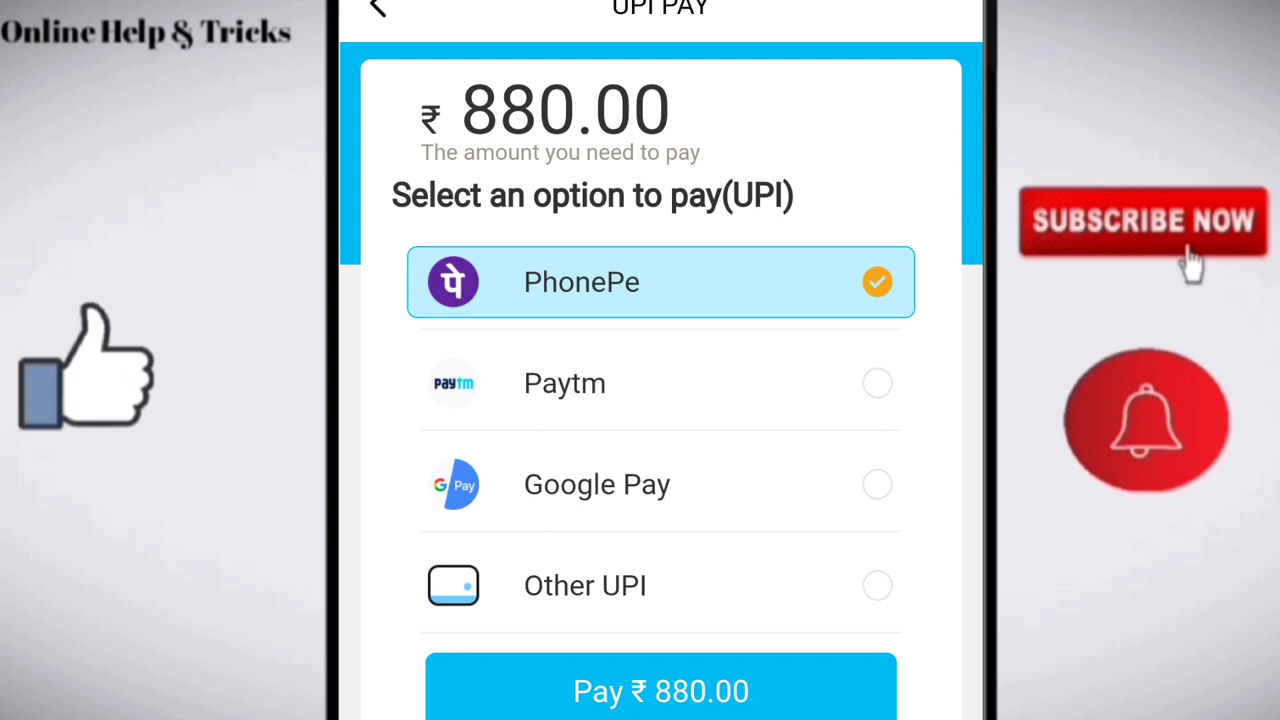 Online Help & Tricks
UPI PAY
₹ 880.00
The amount you need to pay
Select an option to pay(UPI)
पे PhonePe
paytm Paytm
G Pay Google Pay
Other UPI
Pay ₹ 880.00
SUBSCRIBE NOW